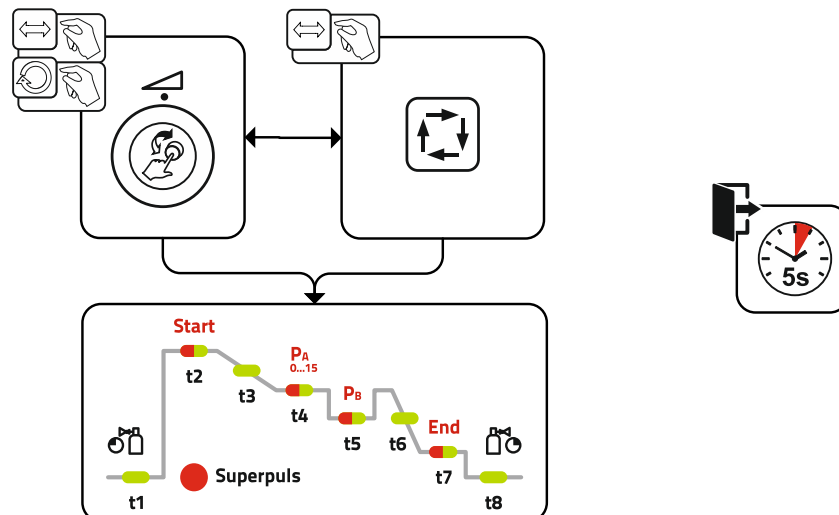 5s
Start
t2
PA
0...15
t3
t4
PB
t5
t6
End
t7
t1
Superpuls
t8